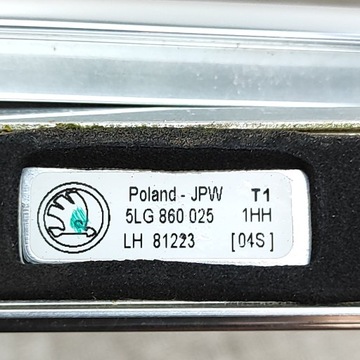 Poland - JPW T1
5LG 860 025 1HH
LH 81223 [04S]